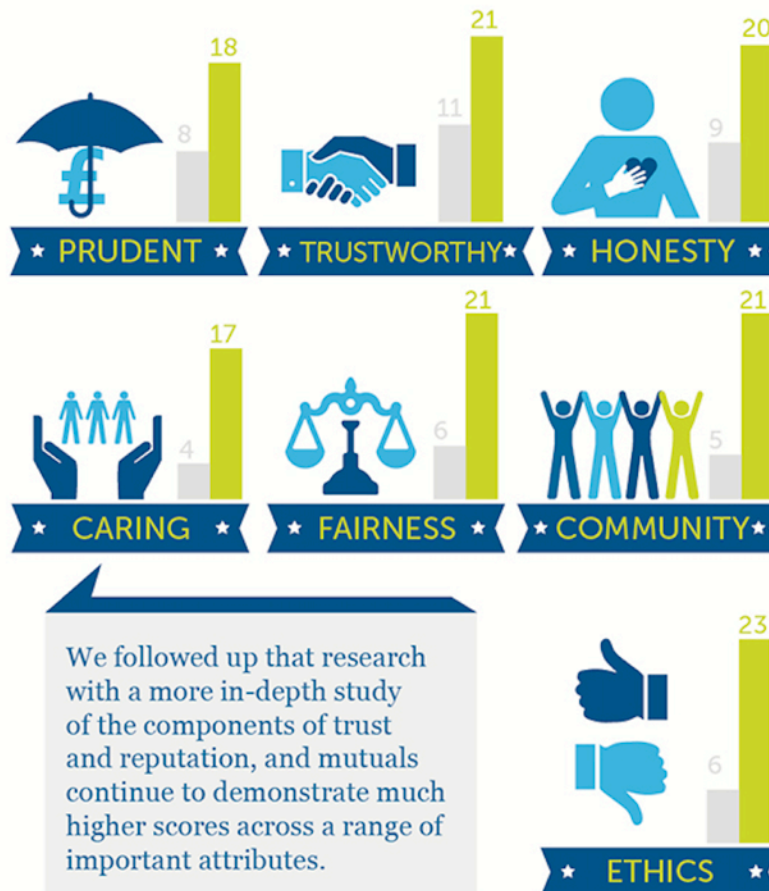 18
8
PRUDENT
21
11
TRUSTWORTHY
20
9
HONESTY
17
4
CARING
21
6
FAIRNESS
21
5
COMMUNITY
We followed up that research
with a more in-depth study
of the components of trust
and reputation, and mutuals
continue to demonstrate much
higher scores across a range of
important attributes.
23
6
ETHICS